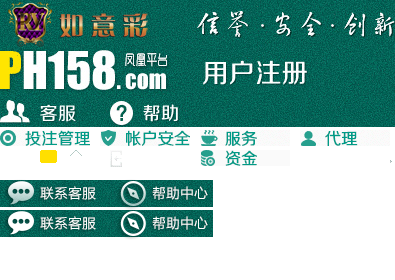 RY 如意彩 信誉·安全·创新
PH158.com 凤凰平台 用户注册
客服 ? 帮助
投注管理 帐户安全 服务 代理
资金
联系客服 帮助中心
联系客服 帮助中心